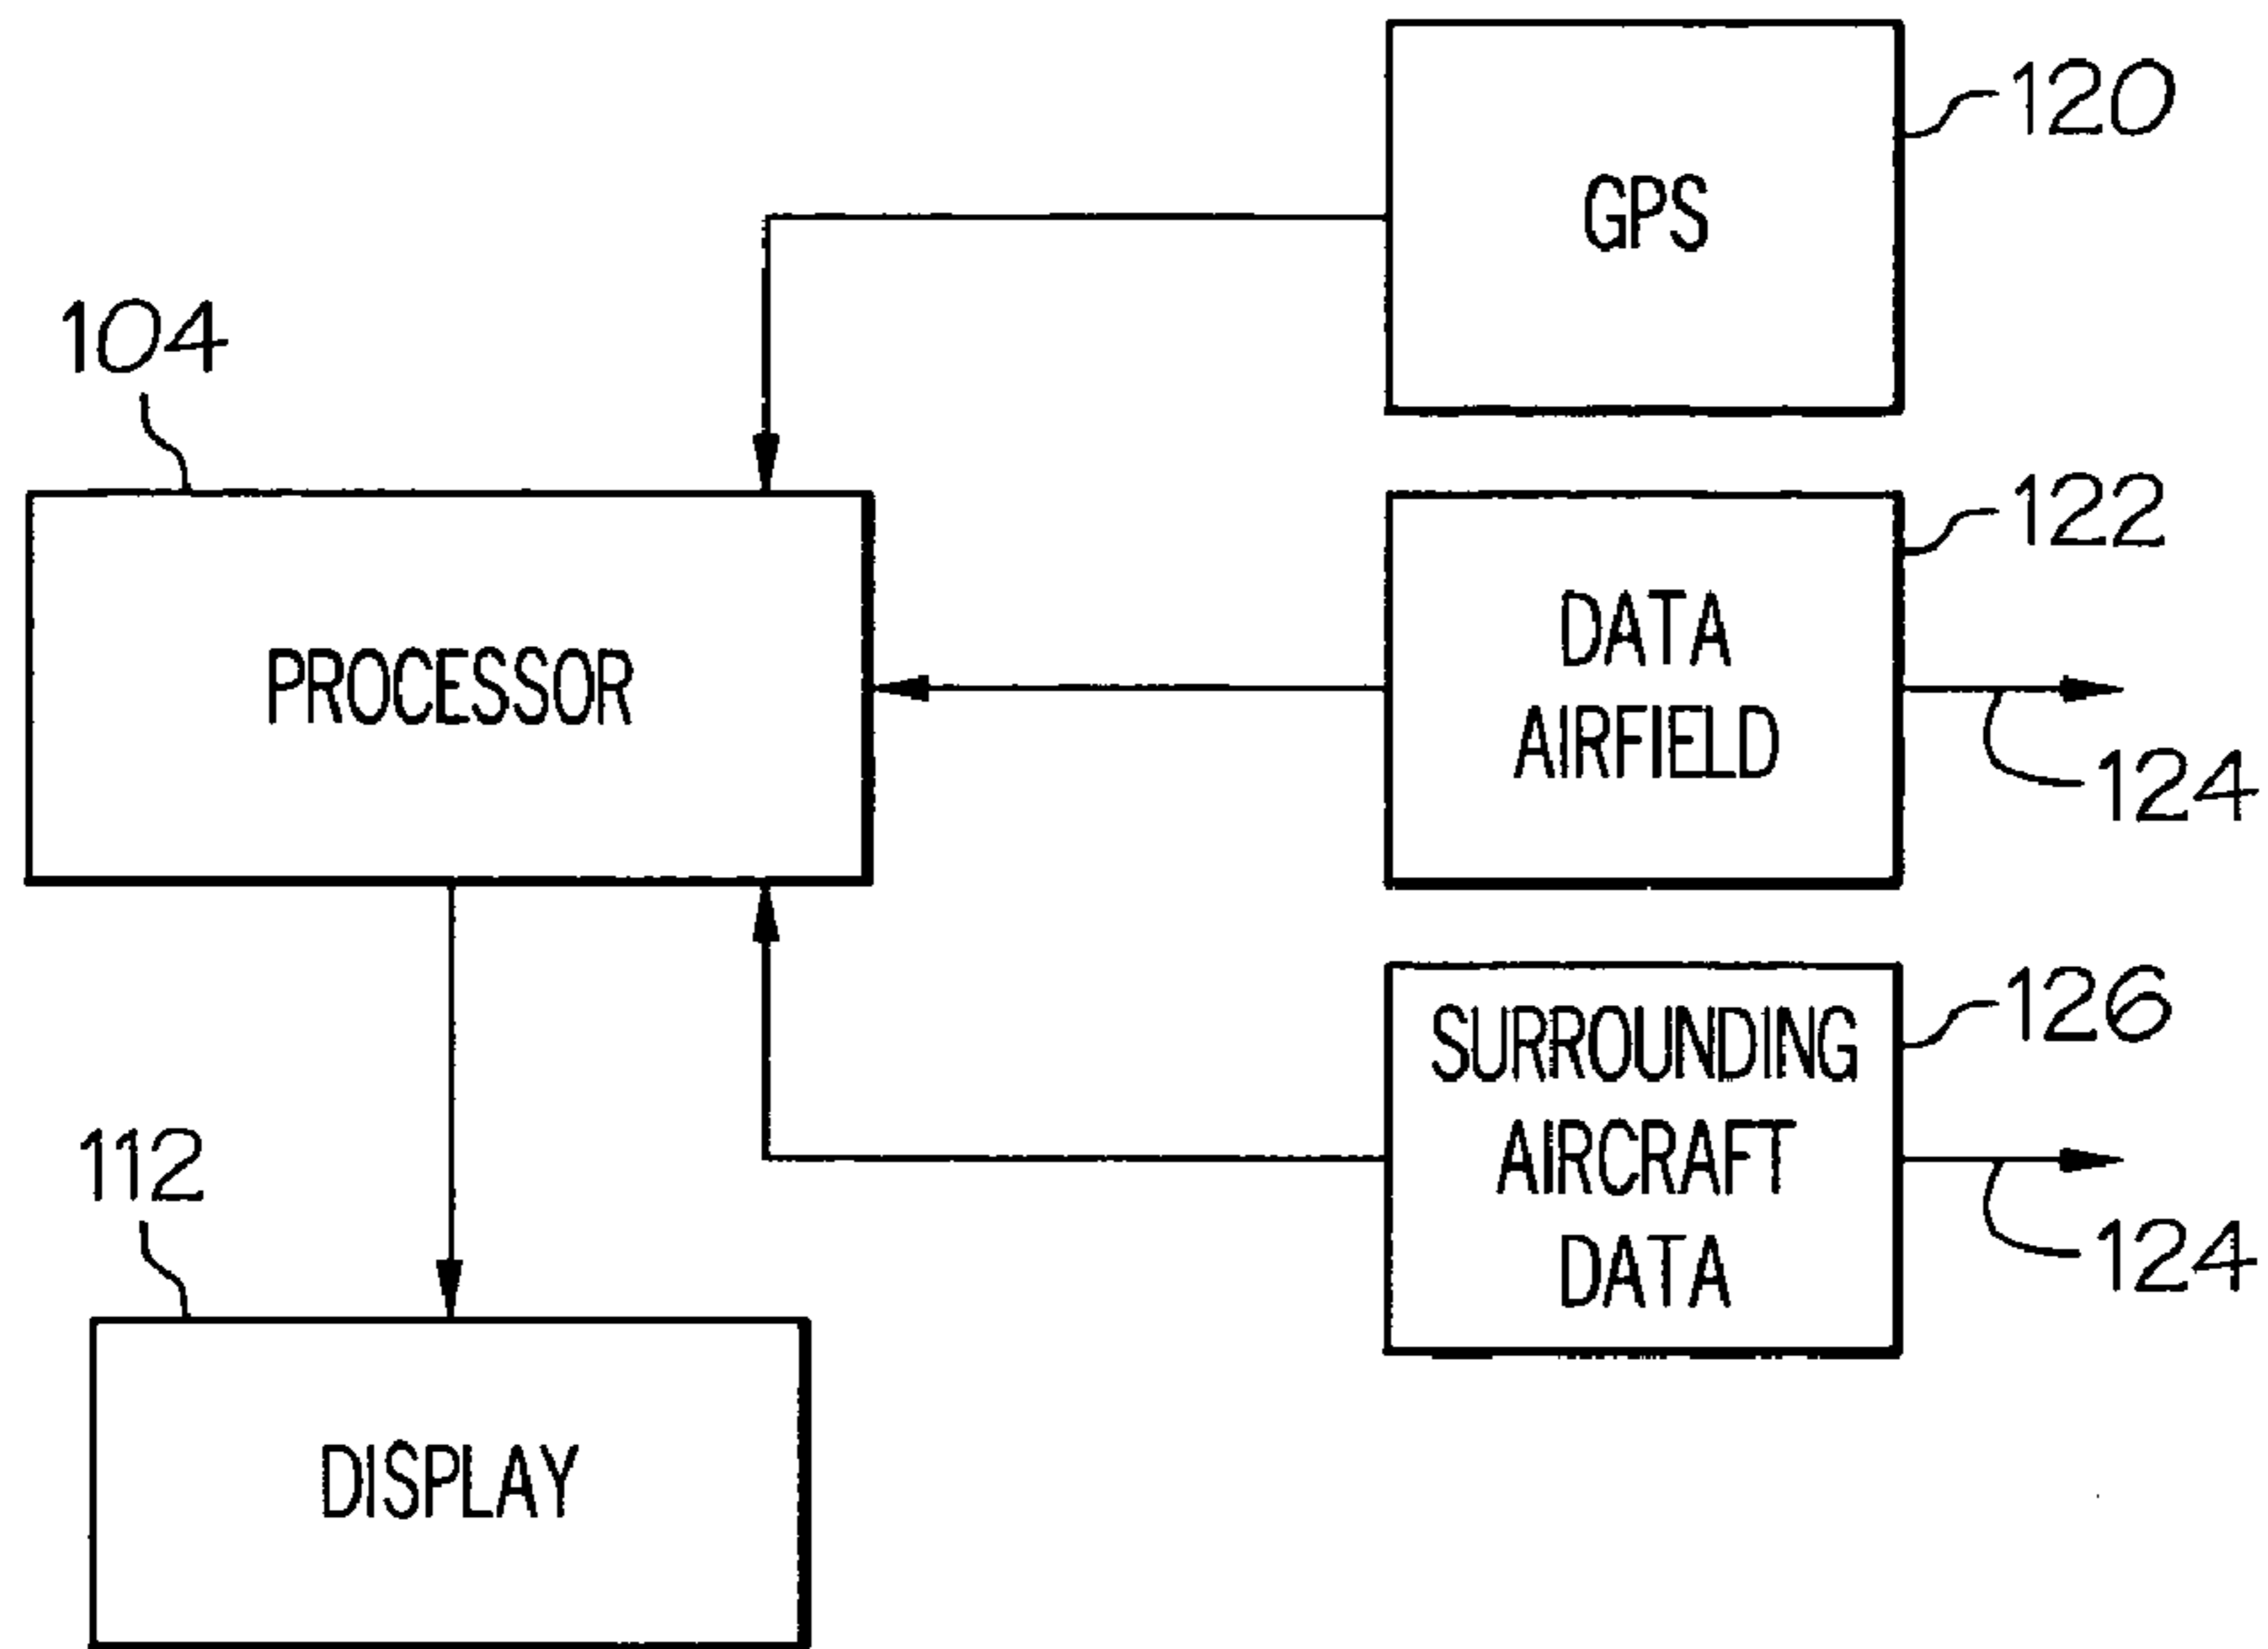 120
GPS
104
122
PROCESSOR
DATA
AIRFIELD
124
126
SURROUNDING
AIRCRAFT
DATA
124
112
DISPLAY